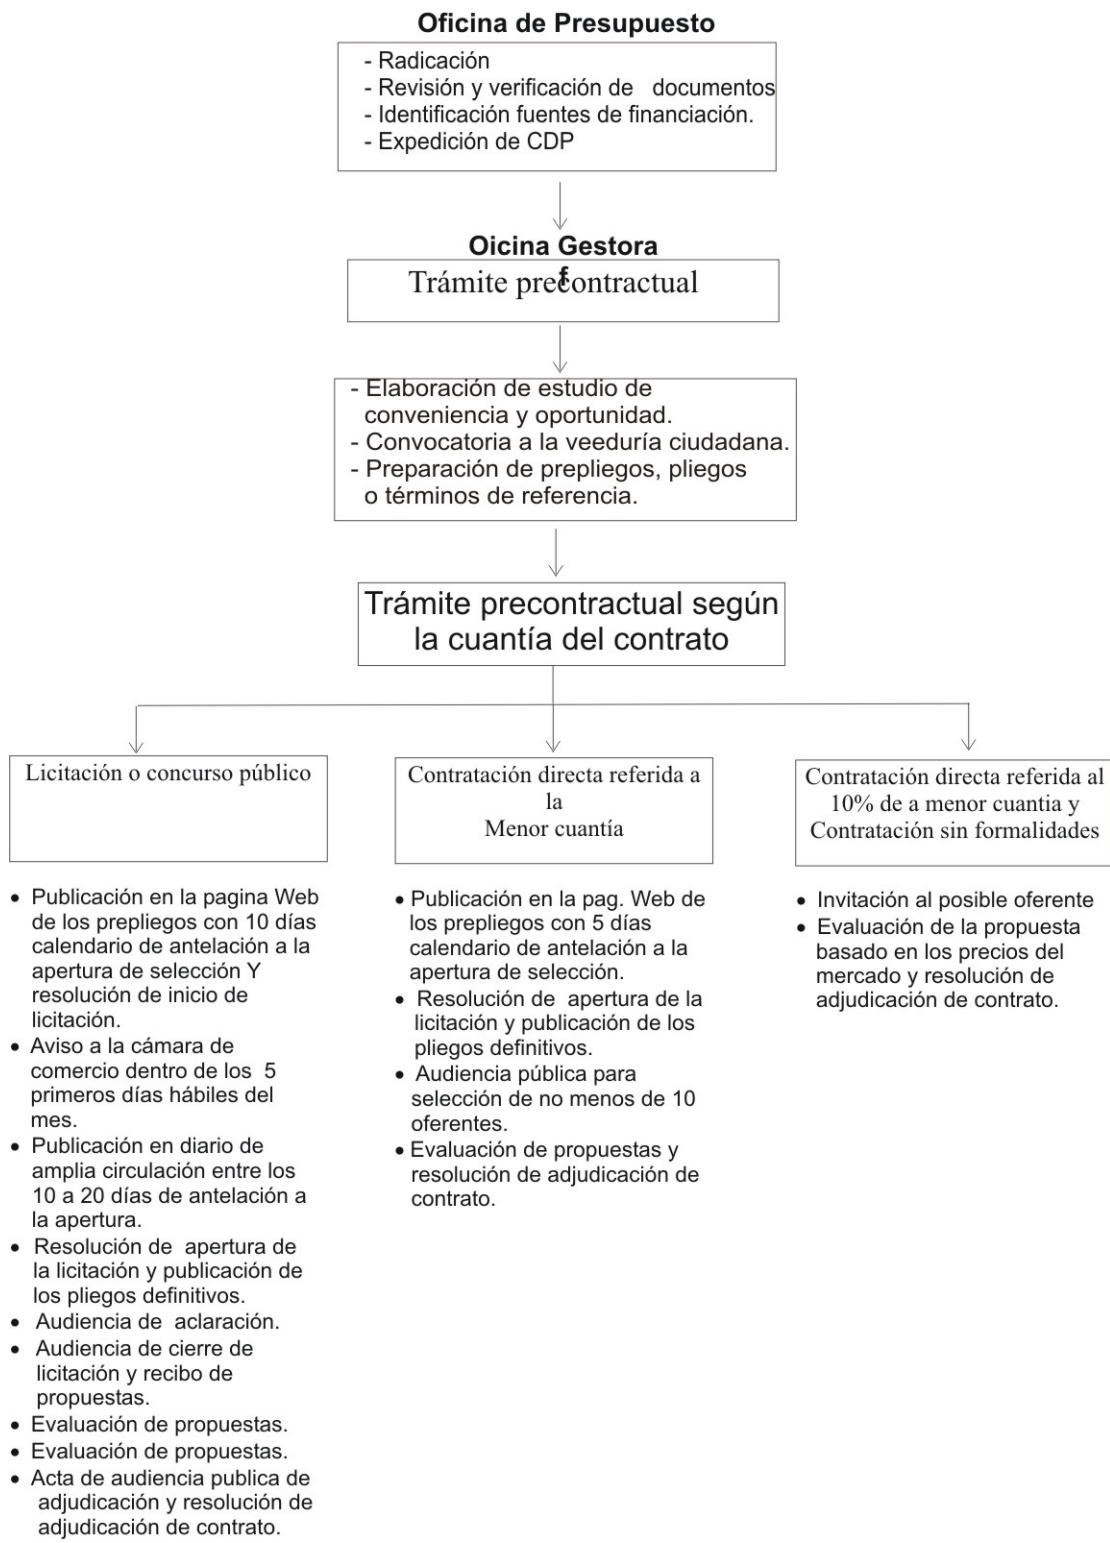 Oficina de Presupuesto
- Radicación
- Revisión y verificación de documentos
- Identificación fuentes de financiación.
- Expedición de CDP
Oicina Gestora
f
Trámite precontractual
- Elaboración de estudio de
conveniencia y oportunidad.
- Convocatoria a la veeduría ciudadana.
- Preparación de prepliegos, pliegos
o términos de referencia.
Trámite precontractual según
la cuantía del contrato
Licitación o concurso público
• Publicación en la pagina Web
de los prepliegos con 10 días
calendario de antelación a la
apertura de selección Y
resolución de inicio de
licitación.
• Aviso a la cámara de
comercio dentro de los 5
primeros días hábiles del
mes.
• Publicación en diario de
amplia circulación entre los
10 a 20 días de antelación a
la apertura.
• Resolución de apertura de
la licitación y publicación de
los pliegos definitivos.
• Audiencia de aclaración.
• Audiencia de cierre de
licitación y recibo de
propuestas.
• Evaluación de propuestas.
• Evaluación de propuestas.
• Acta de audiencia publica de
adjudicación y resolución de
adjudicación de contrato.
Contratación directa referida a
la
Menor cuantía
• Publicación en la pag. Web de
los prepliegos con 5 días
calendario de antelación a la
apertura de selección.
• Resolución de apertura de la
licitación y publicación de los
pliegos definitivos.
• Audiencia pública para
selección de no menos de 10
oferentes.
• Evaluación de propuestas y
resolución de adjudicación de
contrato.
Contratación directa referida al
10% de a menor cuantia y
Contratación sin formalidades
• Invitación al posible oferente
• Evaluación de la propuesta
basado en los precios del
mercado y resolución de
adjudicación de contrato.